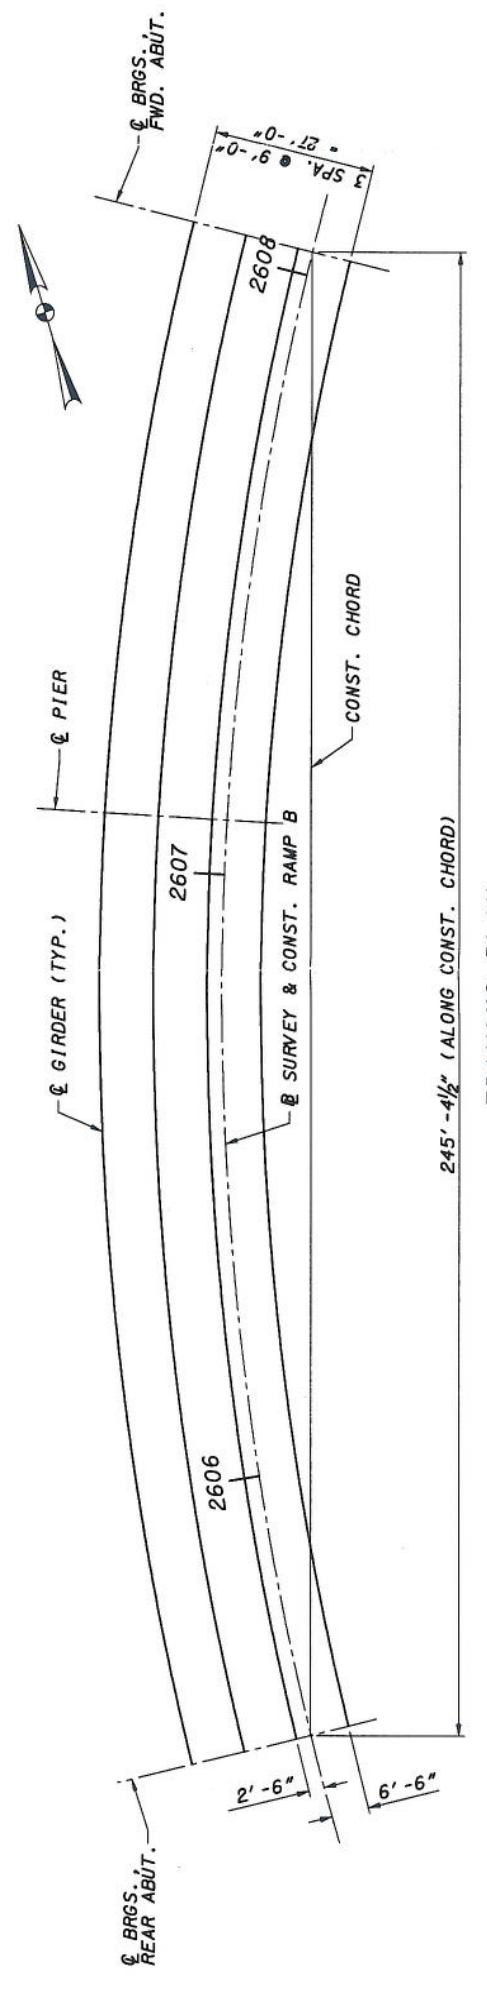 ℄ BRGS.,
REAR ABUT.
2'-6"
6'-6"
2606
℄ GIRDER (TYP.)
℄ SURVEY & CONST. RAMP B
245'-4½" (ALONG CONST. CHORD)
2607
℄ PIER
CONST. CHORD
2608
3 SPA. @ 9'-0"
= 27'-0"
℄ BRGS.,
FWD. ABUT.